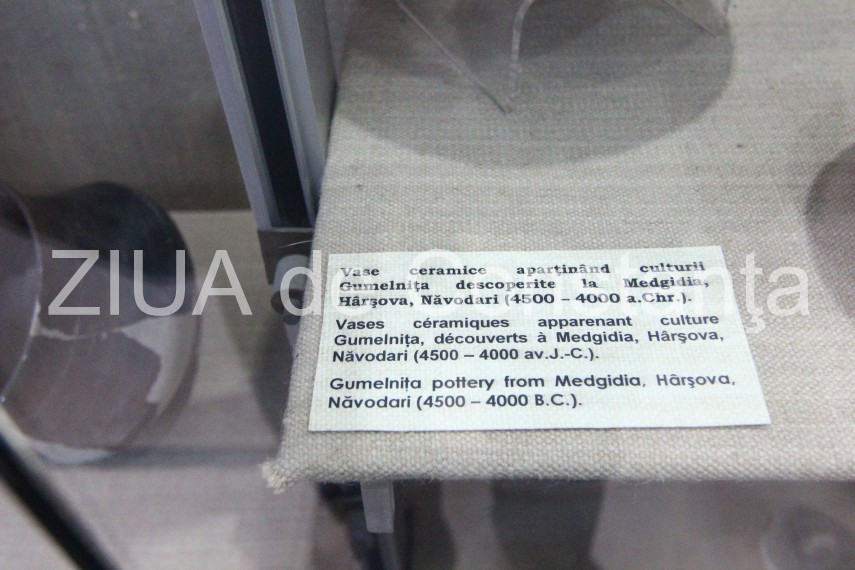 ZIUA de Constanţa
Vase ceramice aparţinând culturii
Gumelniţa descoperite la Medgidia,
Hârşova, Năvodari (4500 – 4000 a.Chr.).
Vases céramiques apparenant culture
Gumelniţa, découverts à Medgidia, Hârşova,
Năvodari (4500 – 4000 av.J.-C.).
Gumelniţa pottery from Medgidia, Hârşova,
Năvodari (4500 – 4000 B.C.).